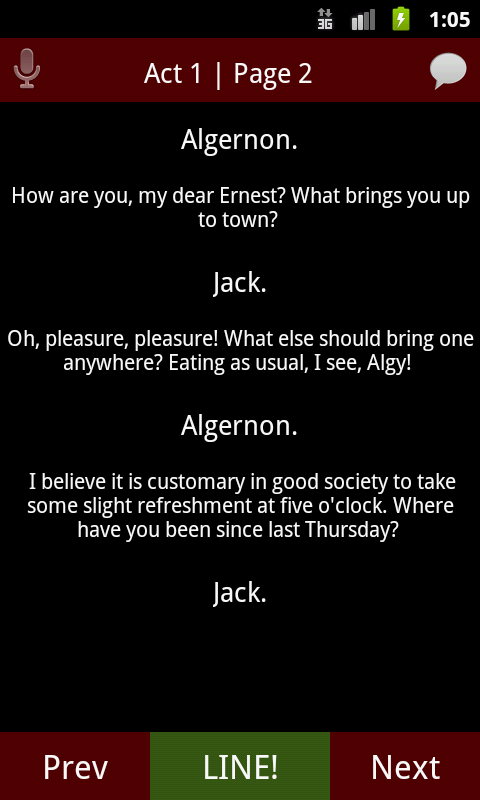 3G 1:05
Act 1 | Page 2
Algernon.
How are you, my dear Ernest? What brings you up
to town?
Jack.
Oh, pleasure, pleasure! What else should bring one
anywhere? Eating as usual, I see, Algy!
Algernon.
I believe it is customary in good society to take
some slight refreshment at five o'clock. Where
have you been since last Thursday?
Jack.
Prev LINE! Next